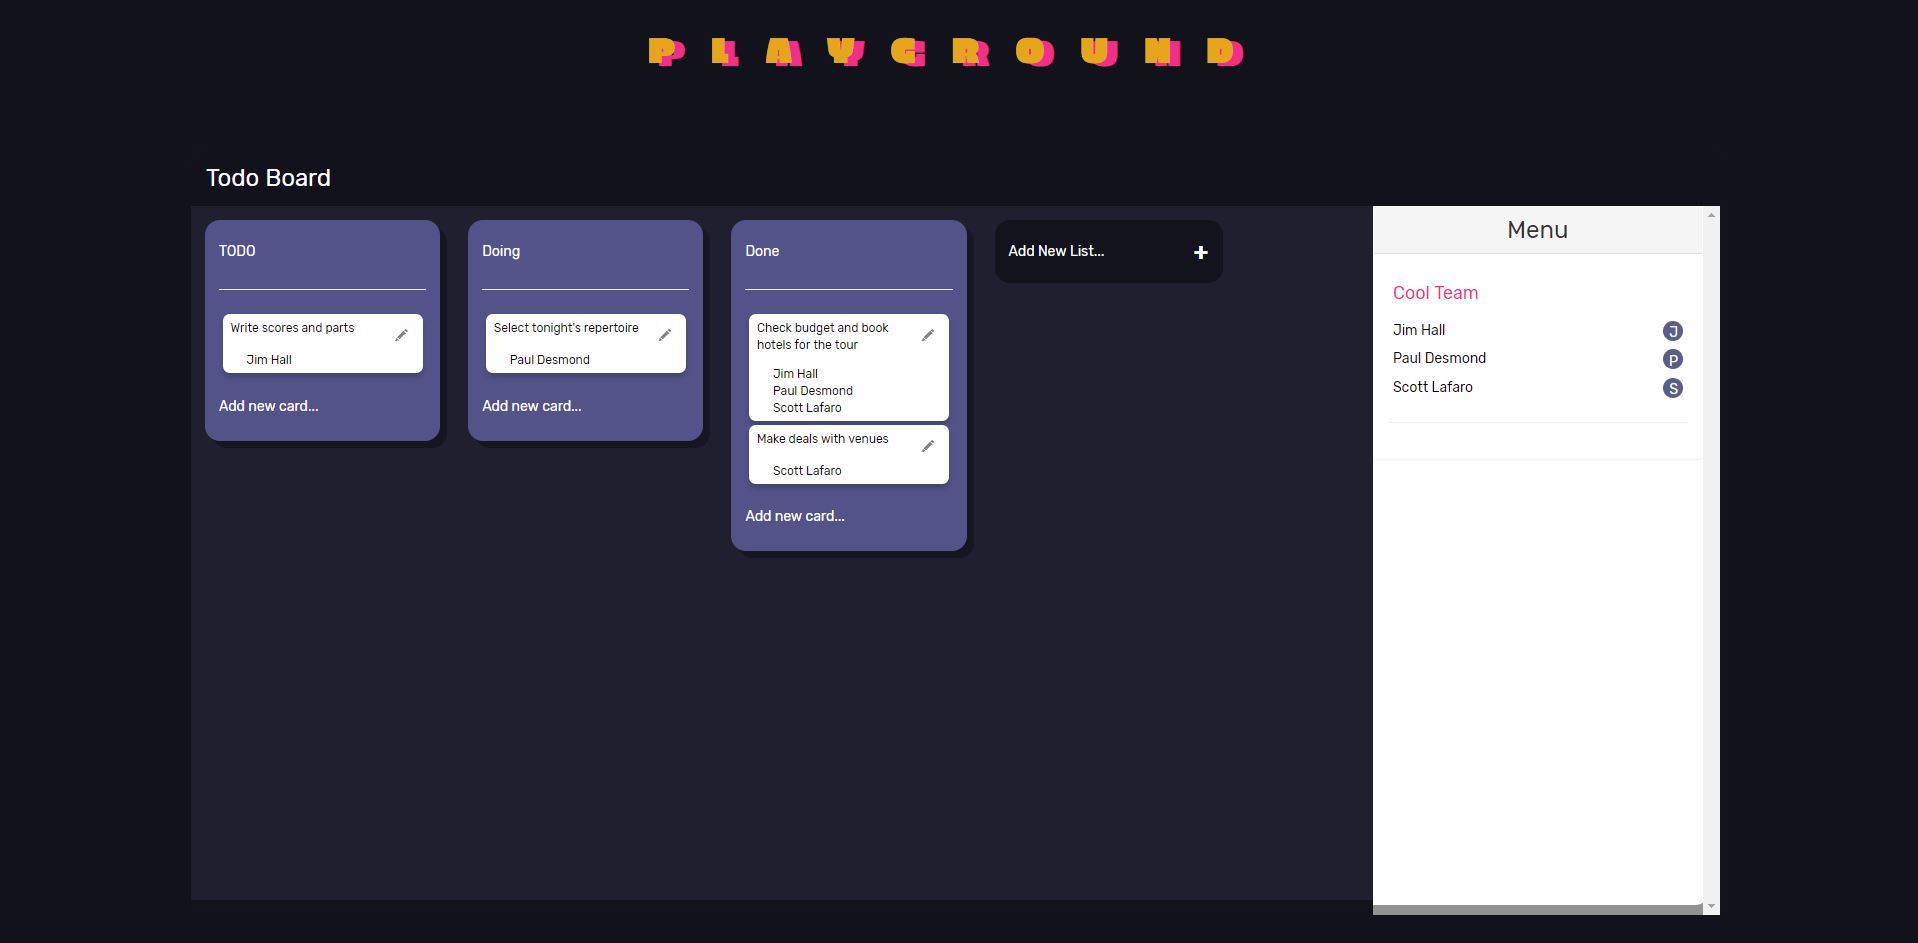 PLAYGROUND
Todo Board
TODO
Write scores and parts
Jim Hall
Add new card...
Doing
Select tonight's repertoire
Paul Desmond
Add new card...
Done
Check budget and book
hotels for the tour
Jim Hall
Paul Desmond
Scott Lafaro
Make deals with venues
Scott Lafaro
Add new card...
Add New List...
Menu
Cool Team
Jim Hall J
Paul Desmond P
Scott Lafaro S